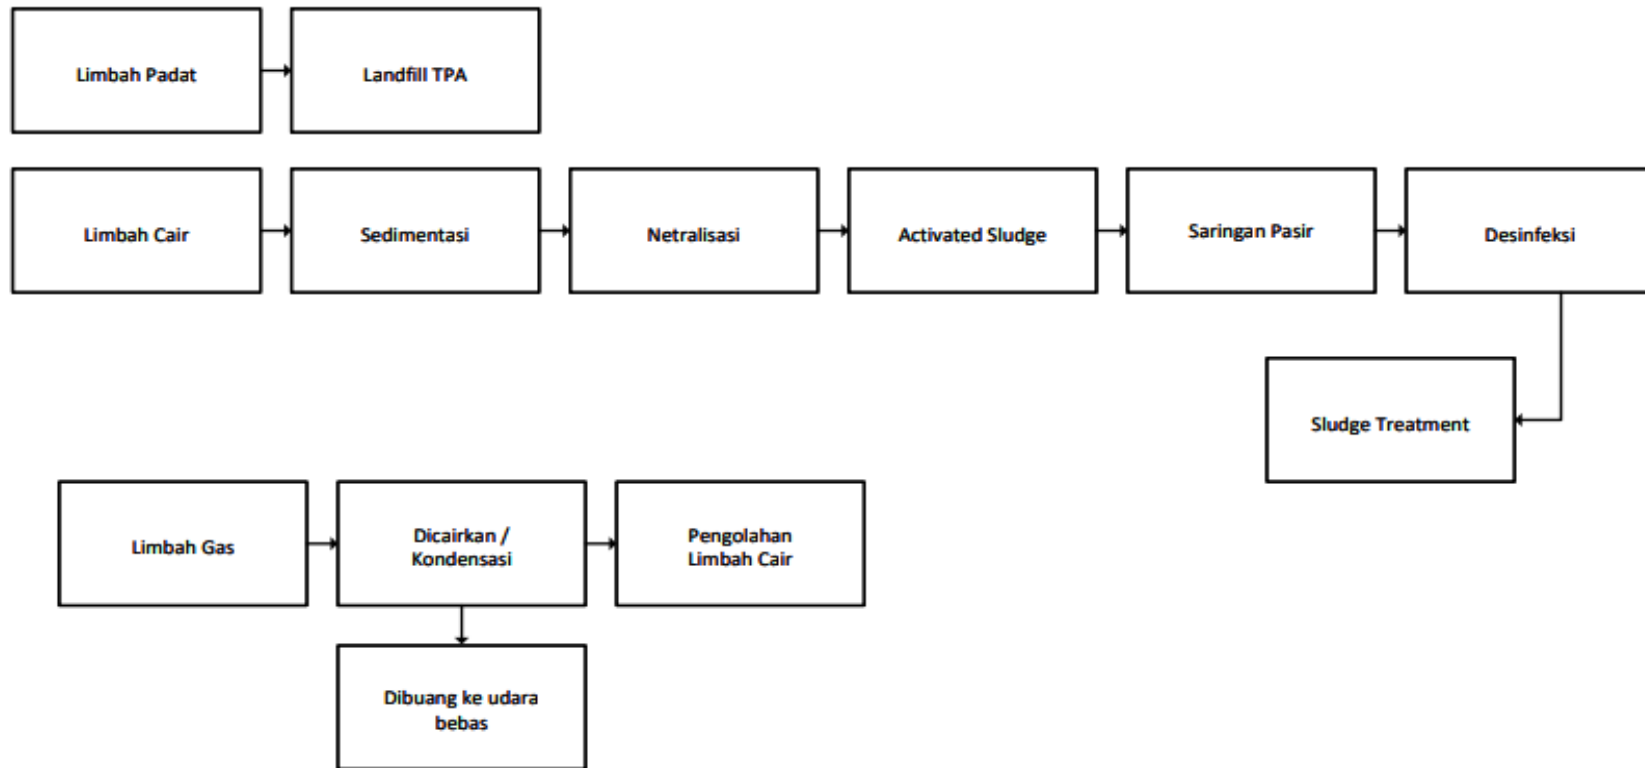 Limbah Padat
Landfill TPA
Limbah Cair
Sedimentasi
Netralisasi
Activated Sludge
Saringan Pasir
Desinfeksi
Sludge Treatment
Limbah Gas
Dicairkan /
Kondensasi
Pengolahan
Limbah Cair
Dibuang ke udara
bebas